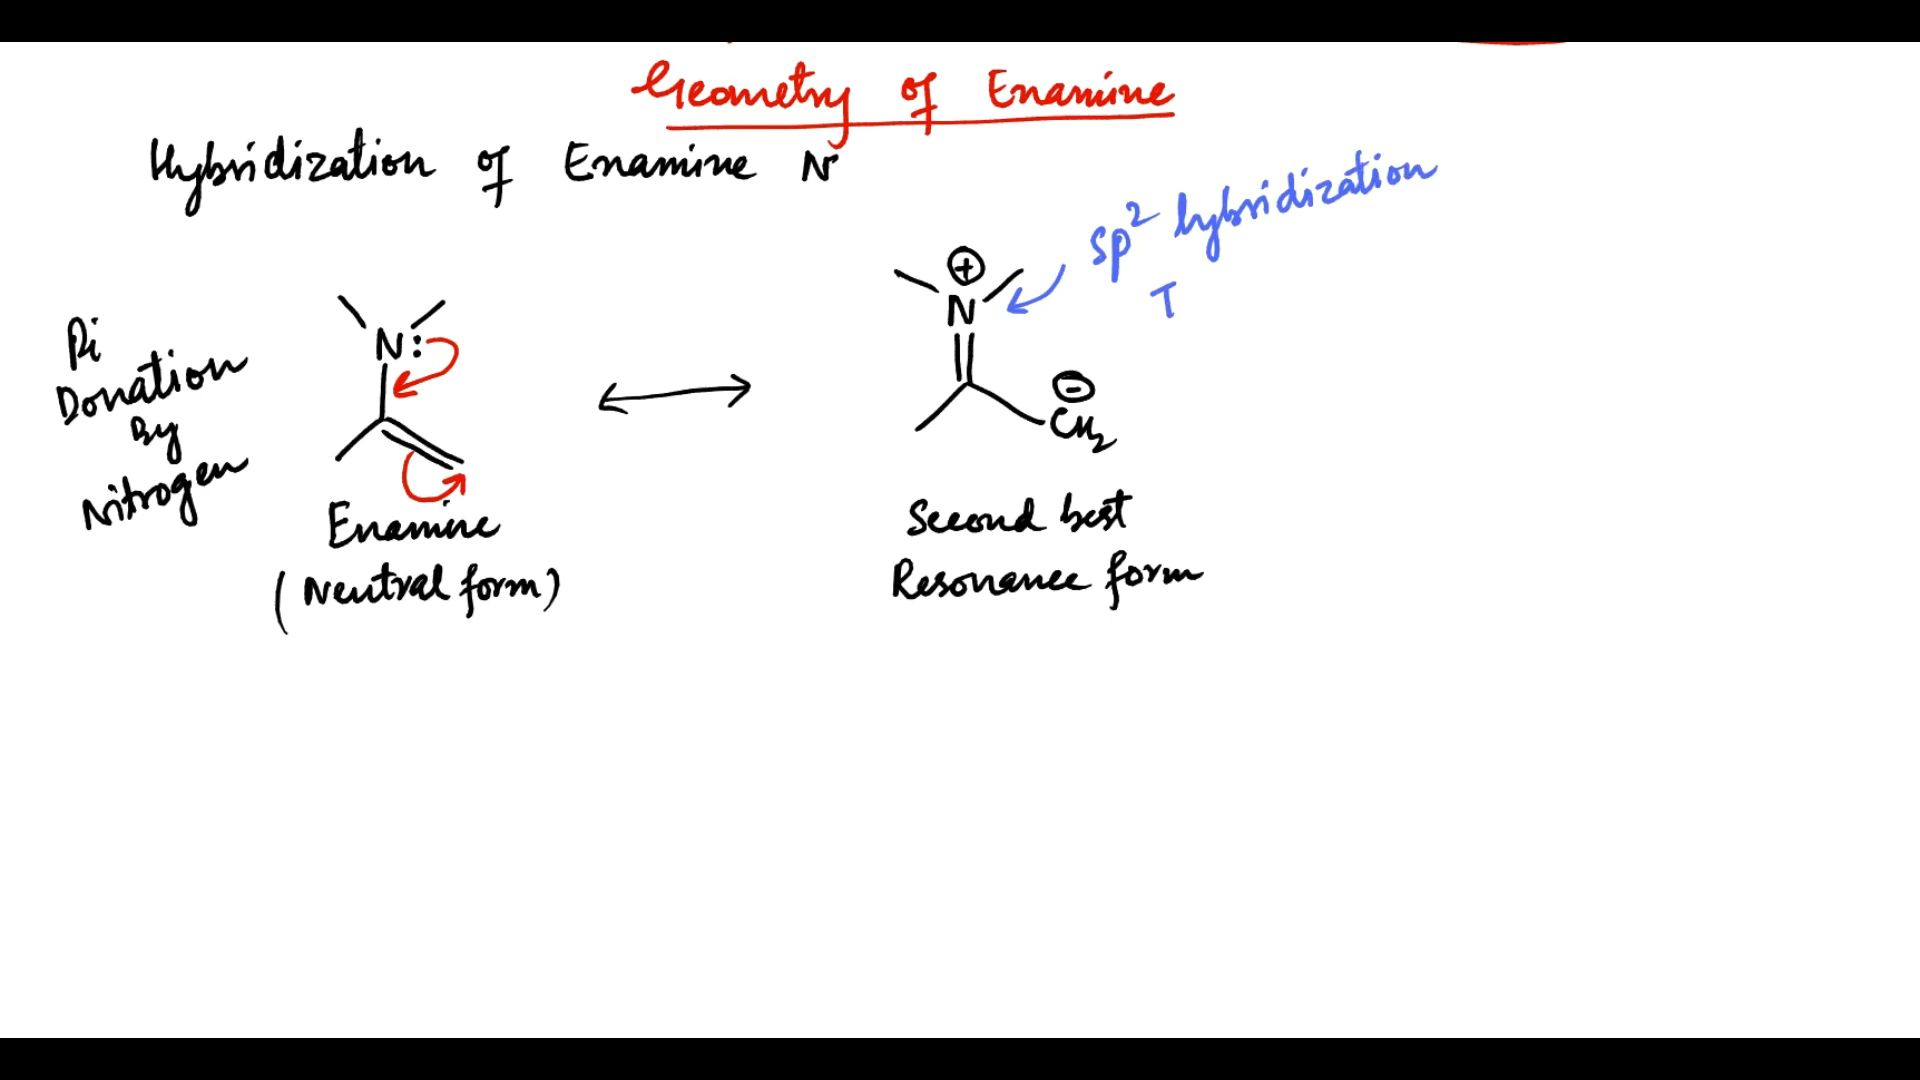 Geometry of Enamine
Hybridization of Enamine N
sp² hybridization
T
Pi
Donation
By
Nitrogen
N:
N
⊕
⊖
CH₂
Enamine
(Neutral form)
Second best
Resonance form